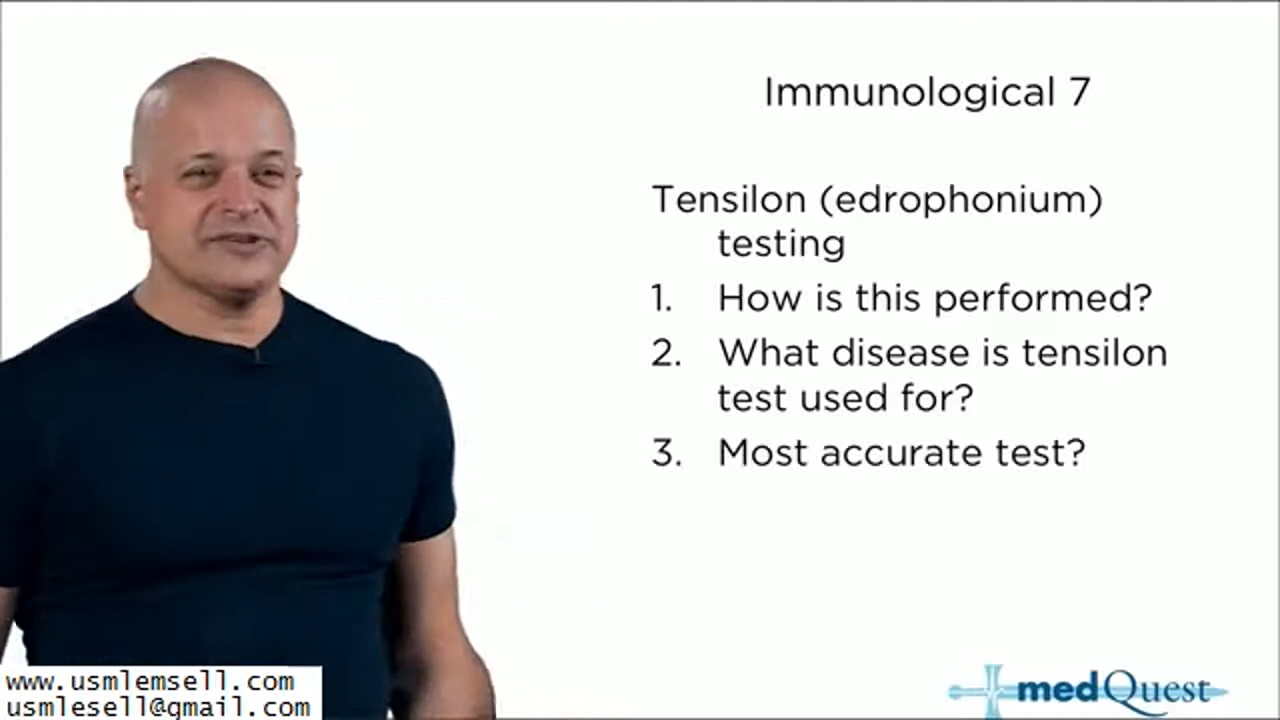 Immunological 7
Tensilon (edrophonium)
testing
1. How is this performed?
2. What disease is tensilon
test used for?
3. Most accurate test?
www.usmlemsell.com
usmlesell@gmail.com
medQuest